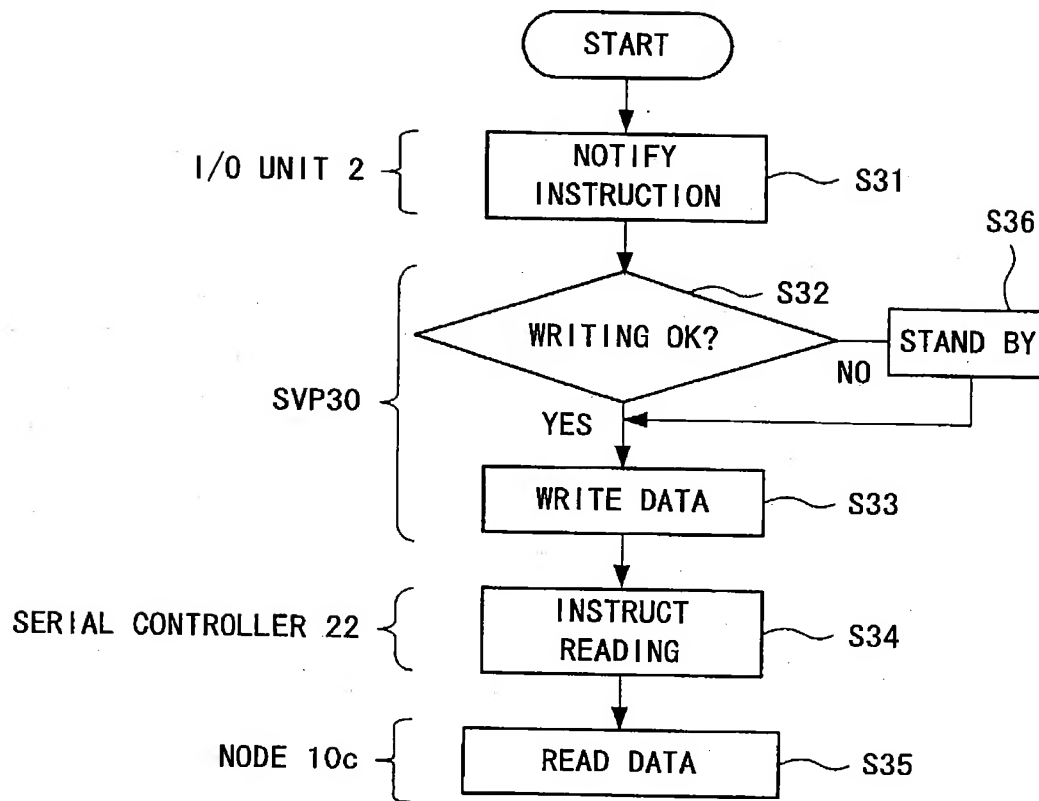 START
I/O UNIT 2
NOTIFY
INSTRUCTION
S31
S36
S32
WRITING OK?
STAND BY
NO
SVP30
YES
WRITE DATA
S33
SERIAL CONTROLLER 22
INSTRUCT
READING
S34
NODE 10c
READ DATA
S35